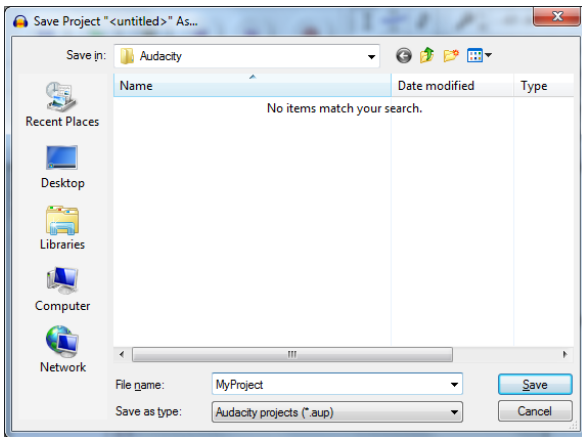 Save Project "<untitled>" As...
Save in: Audacity
Name Date modified Type
No items match your search.
Recent Places
Desktop
Libraries
Computer
Network
File name: MyProject Save
Save as type: Audacity projects (*.aup) Cancel